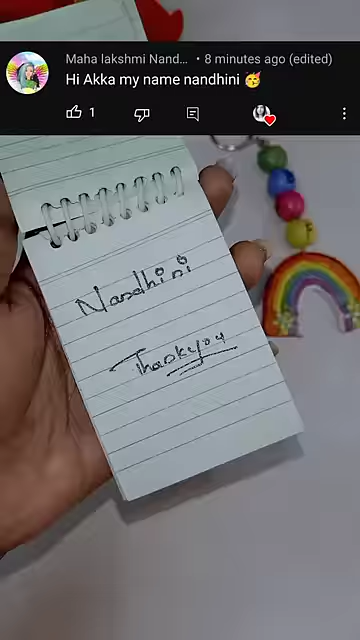 Maha lakshmi Nand... • 8 minutes ago (edited)
Hi Akka my name nandhini 🥳
1
Nandhini
Thankyou